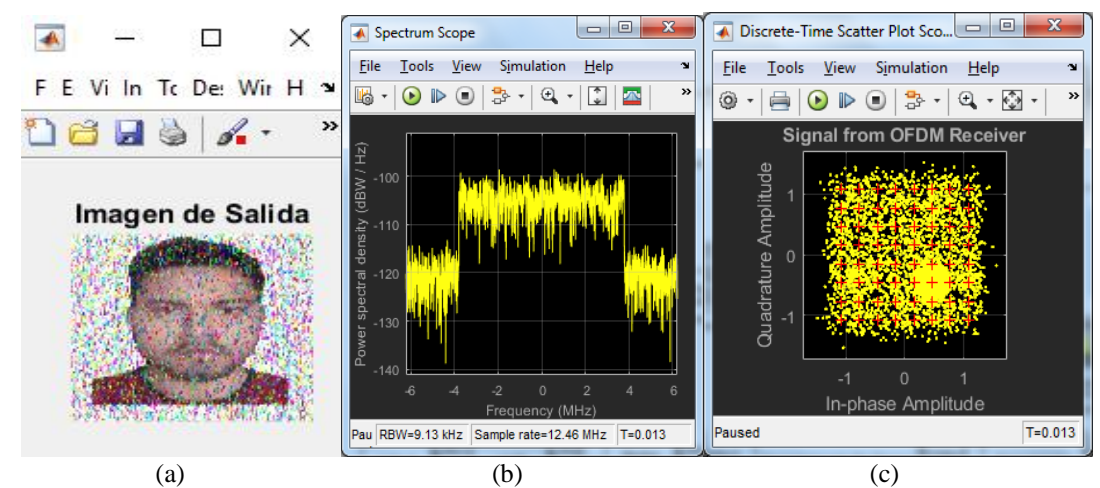 F E Vi In Tc De: Wir H
Imagen de Salida
(a)
Spectrum Scope
File Tools View Simulation Help
Power spectral density (dBW / Hz)
-100
-110
-120
-130
-140
-6 -4 -2 0 2 4 6
Frequency (MHz)
Pau RBW=9.13 kHz Sample rate=12.46 MHz T=0.013
(b)
Discrete-Time Scatter Plot Sco...
File Tools View Simulation Help
Signal from OFDM Receiver
Quadrature Amplitude
1
0
-1
-1 0 1
In-phase Amplitude
Paused T=0.013
(c)